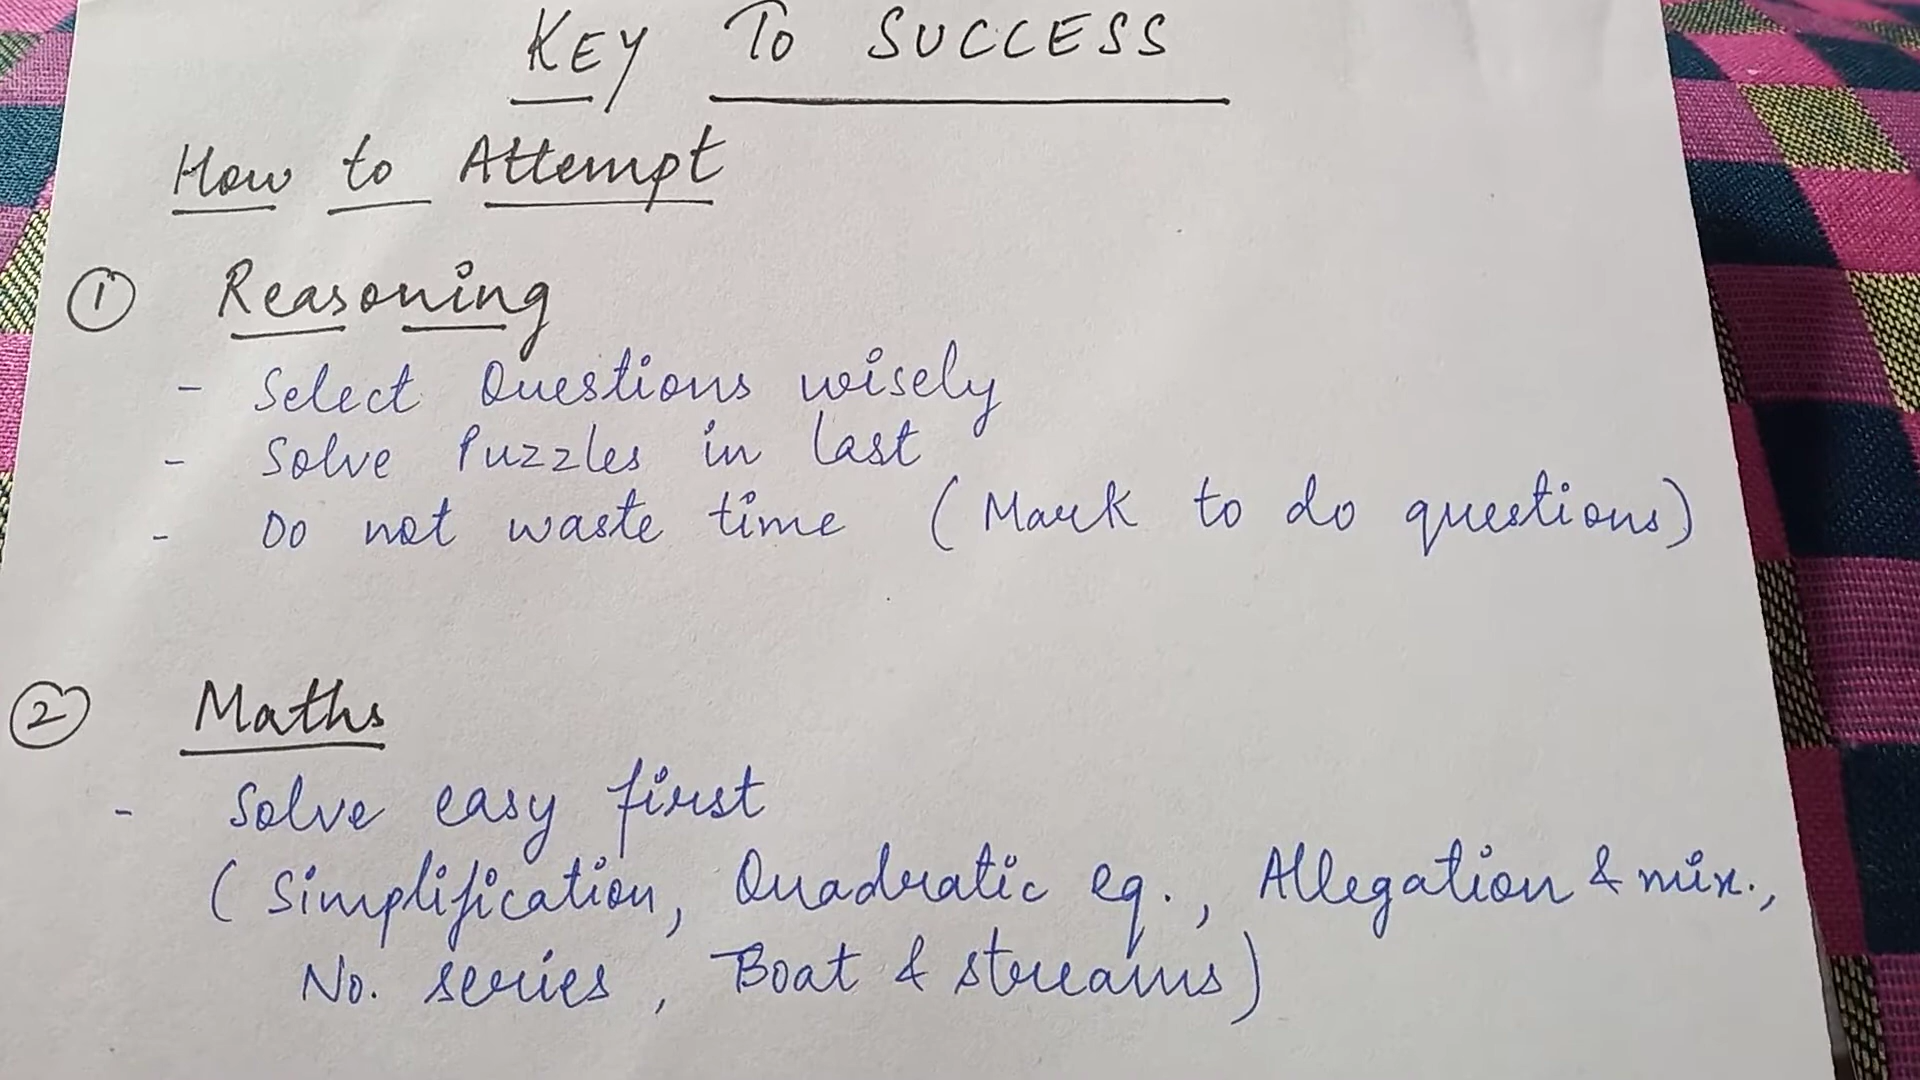 KEY TO SUCCESS
How to Attempt
① Reasoning
- Select Questions wisely
- Solve Puzzles in last
- Do not waste time (Mark to do questions)
② Maths
- Solve easy first
(Simplification, Quadratic eq., Allegation & mix.,
No. series, Boat & streams)